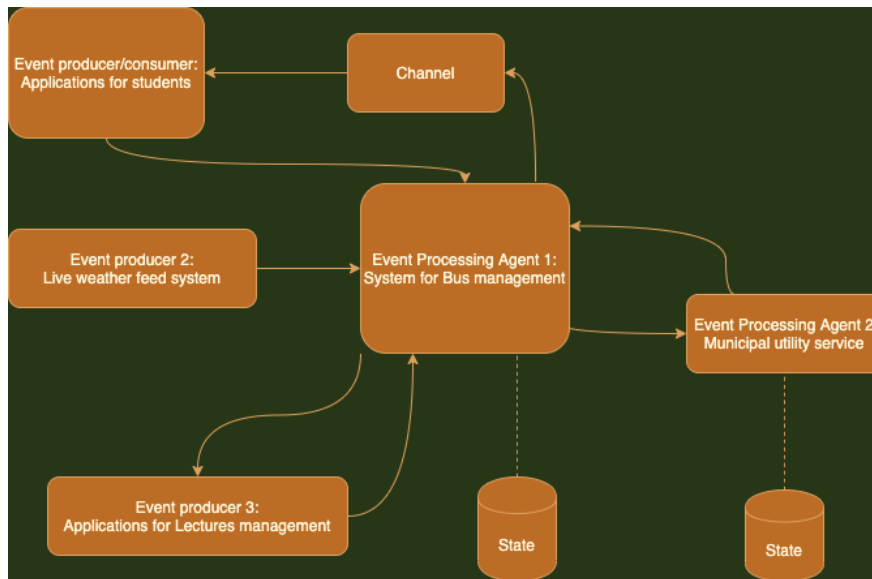 Event producer/consumer:
Applications for students
Channel
Event producer 2:
Live weather feed system
Event Processing Agent 1:
System for Bus management
Event Processing Agent 2
Municipal utility service
Event producer 3:
Applications for Lectures management
State
State